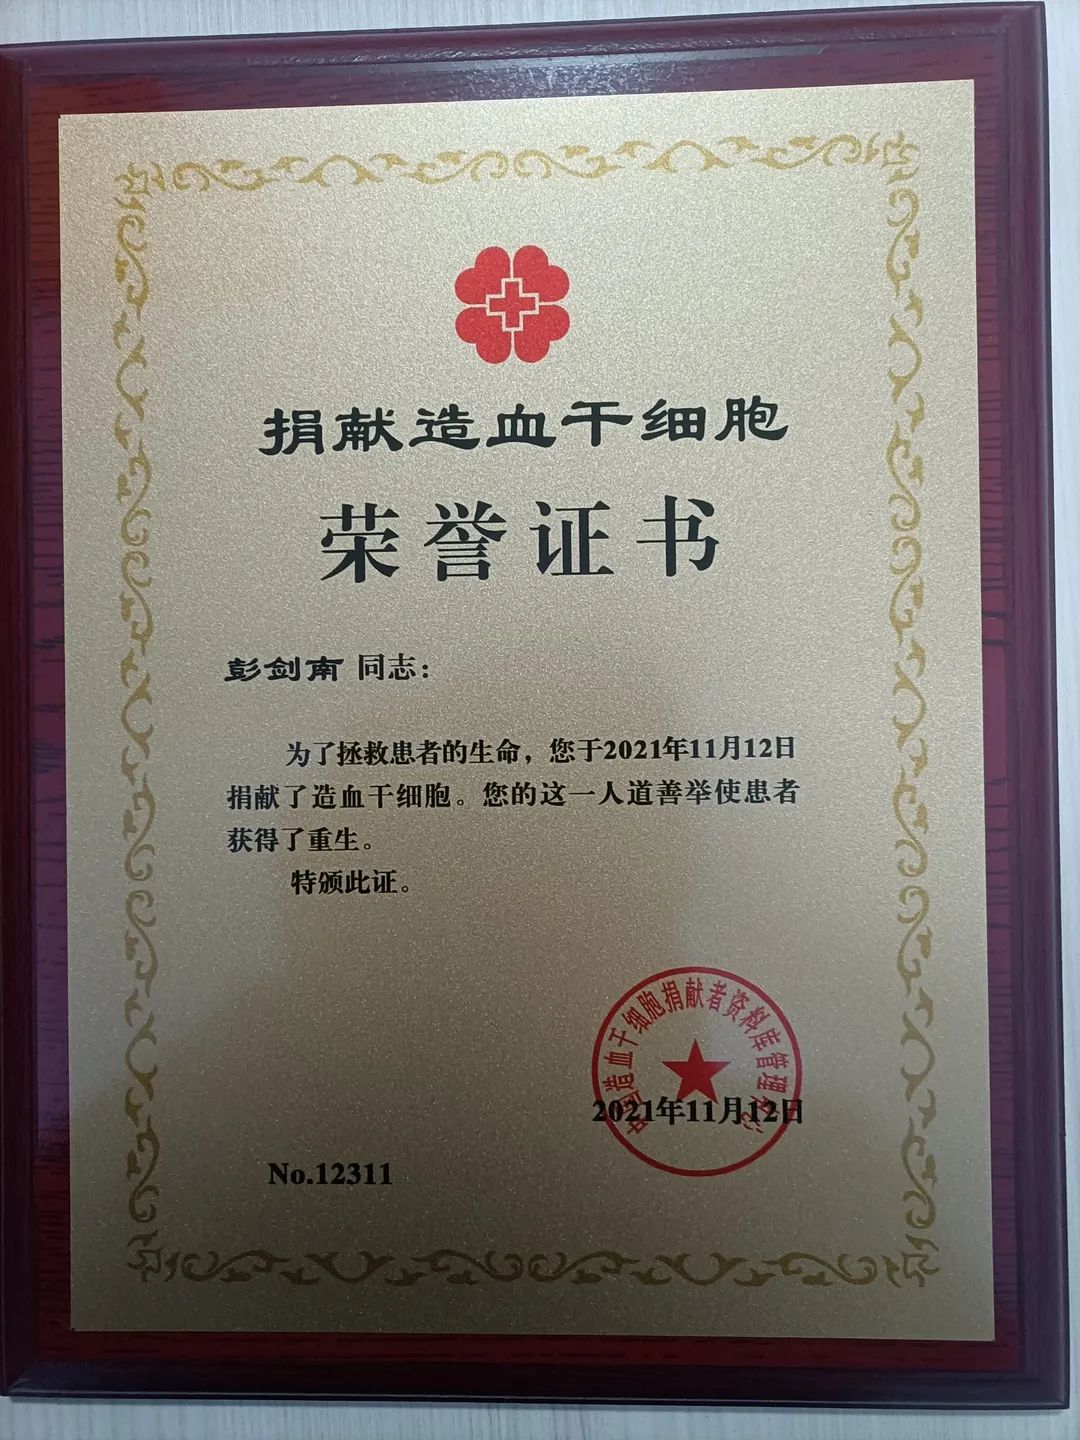 捐献造血干细胞
荣誉证书
彭剑南 同志：
为了拯救患者的生命，您于2021年11月12日
捐献了造血干细胞。您的这一人道善举使患者
获得了重生。
特颁此证。
中国造血干细胞捐献者资料库管理中心
2021年11月12日
No.12311